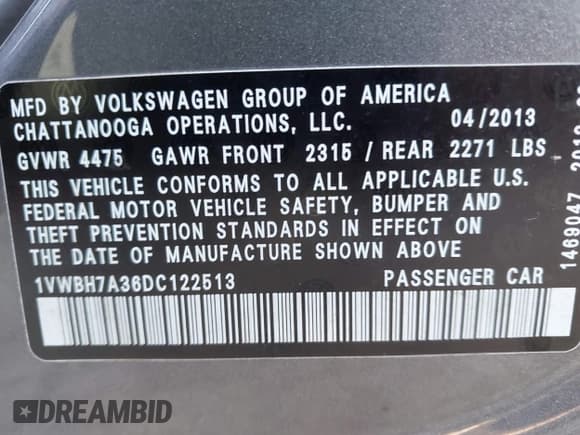 MFD BY VOLKSWAGEN GROUP OF AMERICA
CHATTANOOGA OPERATIONS, LLC. 04/2013
GVWR 4475 GAWR FRONT 2315 / REAR 2271 LBS
THIS VEHICLE CONFORMS TO ALL APPLICABLE U.S.
FEDERAL MOTOR VEHICLE SAFETY, BUMPER AND
THEFT PREVENTION STANDARDS IN EFFECT ON
THE DATE OF MANUFACTURE SHOWN ABOVE
1VWBH7A36DC122513 PASSENGER CAR
1469047
DREAMBID